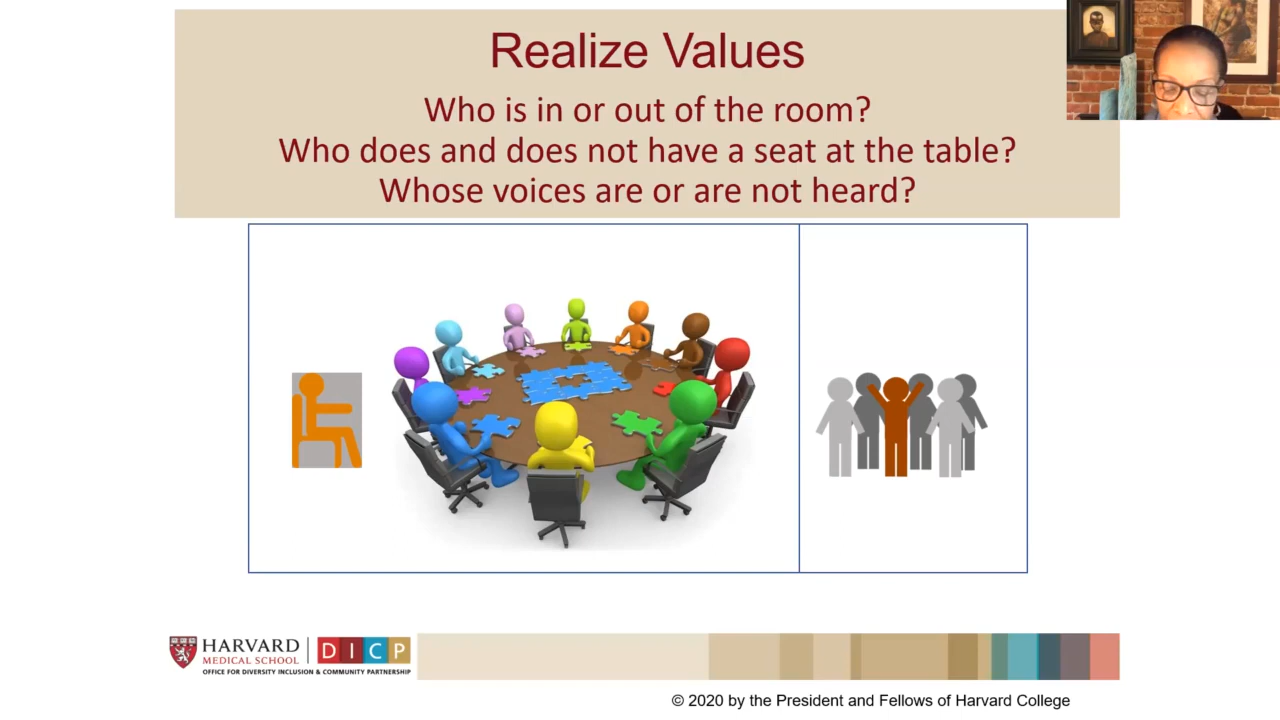 Realize Values
Who is in or out of the room?
Who does and does not have a seat at the table?
Whose voices are or are not heard?
HARVARD
MEDICAL SCHOOL
DICP
OFFICE FOR DIVERSITY INCLUSION & COMMUNITY PARTNERSHIP
© 2020 by the President and Fellows of Harvard College